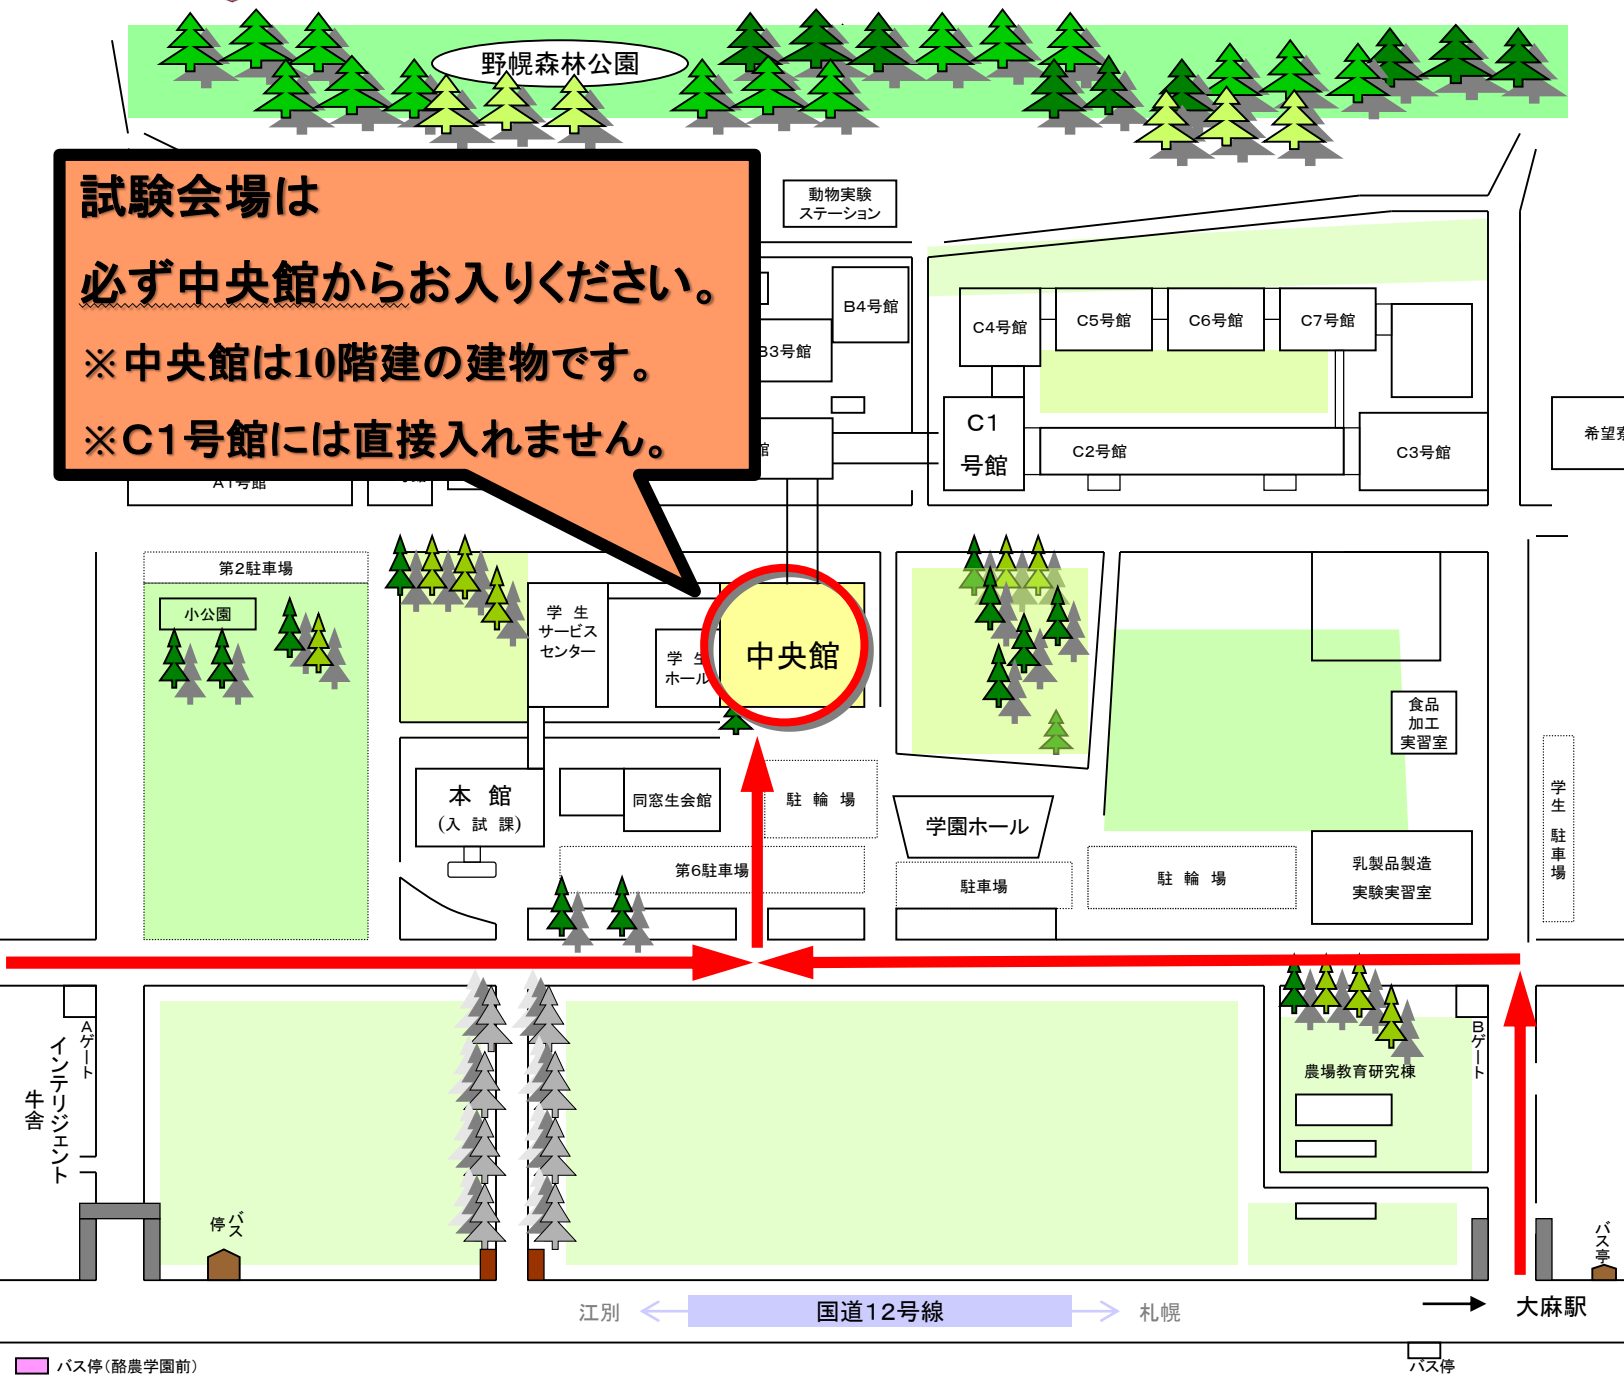 野幌森林公園
試験会場は
必ず中央館からお入りください。
※中央館は10階建の建物です。
※C1号館には直接入れません。
動物実験
ステーション
B4号館
B3号館
館
A1号館
C4号館
C5号館
C6号館
C7号館
C1
号館
C2号館
C3号館
希望寮
第2駐車場
小公園
学 生
サービス
センター
学 生
ホール
中央館
食品
加工
実習室
本 館
(入 試 課)
同窓生会館
駐 輪 場
学園ホール
第6駐車場
駐車場
駐 輪 場
乳製品製造
実験実習室
学生 駐車場
Aゲート
インテリジェント
牛舎
バス
停
Bゲート
農場教育研究棟
バス亭
江別
国道12号線
札幌
大麻駅
バス停(酪農学園前)
バス停